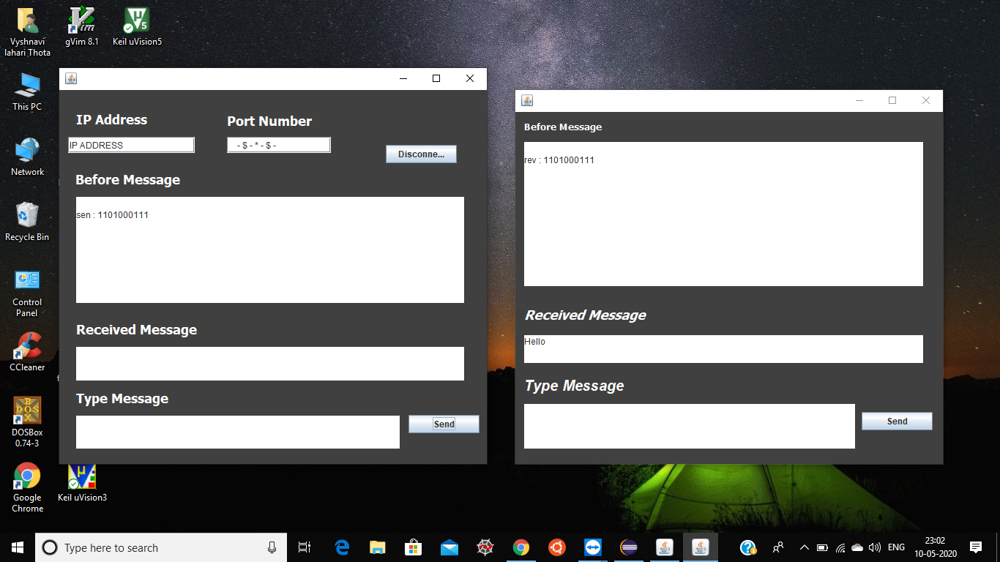 Vyshnavi
lahari Thota
gVim 8.1
Keil uVision5
This PC
Network
Recycle Bin
Control
Panel
CCleaner
DOSBox
0.74-3
Google
Chrome
Keil uVision3
IP Address
Port Number
IP ADDRESS
- $ - * - $ -
Disconne...
Before Message
sen : 1101000111
Received Message
Type Message
Send
Before Message
rev : 1101000111
Received Message
Hello
Type Message
Send
Type here to search
ENG
23:02
10-05-2020